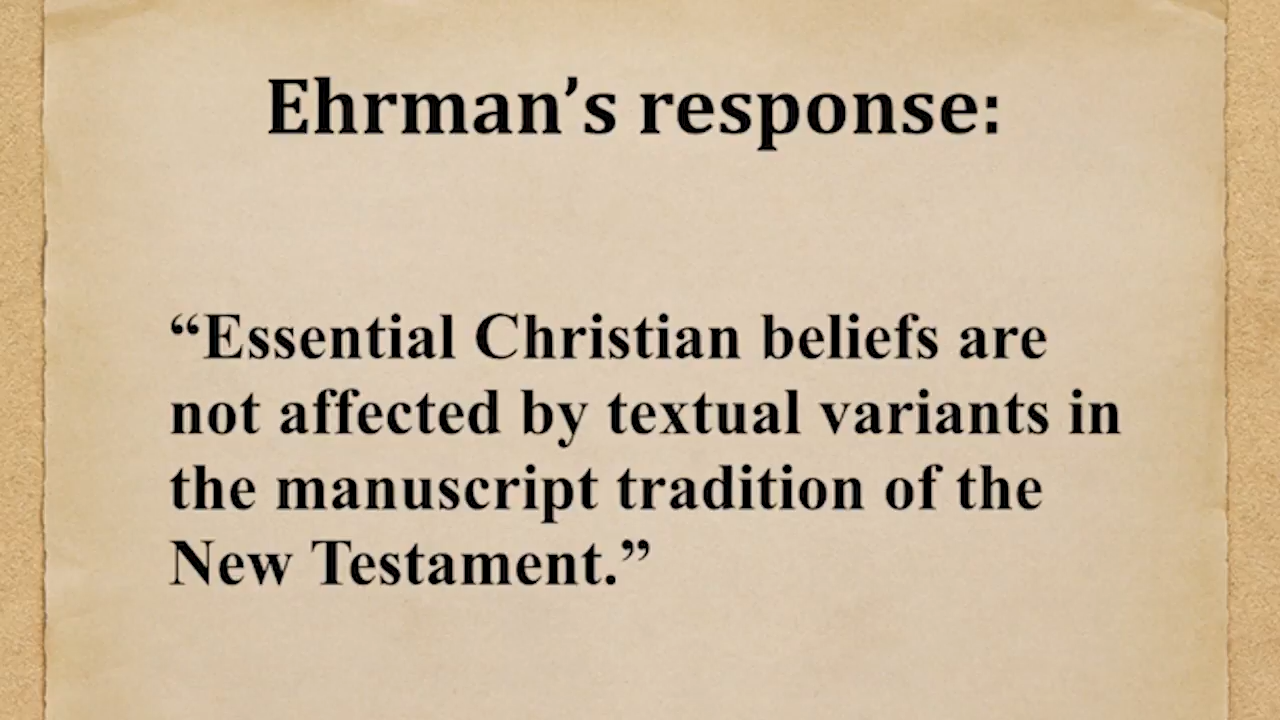 Ehrman’s response:
“Essential Christian beliefs are
not affected by textual variants in
the manuscript tradition of the
New Testament.”